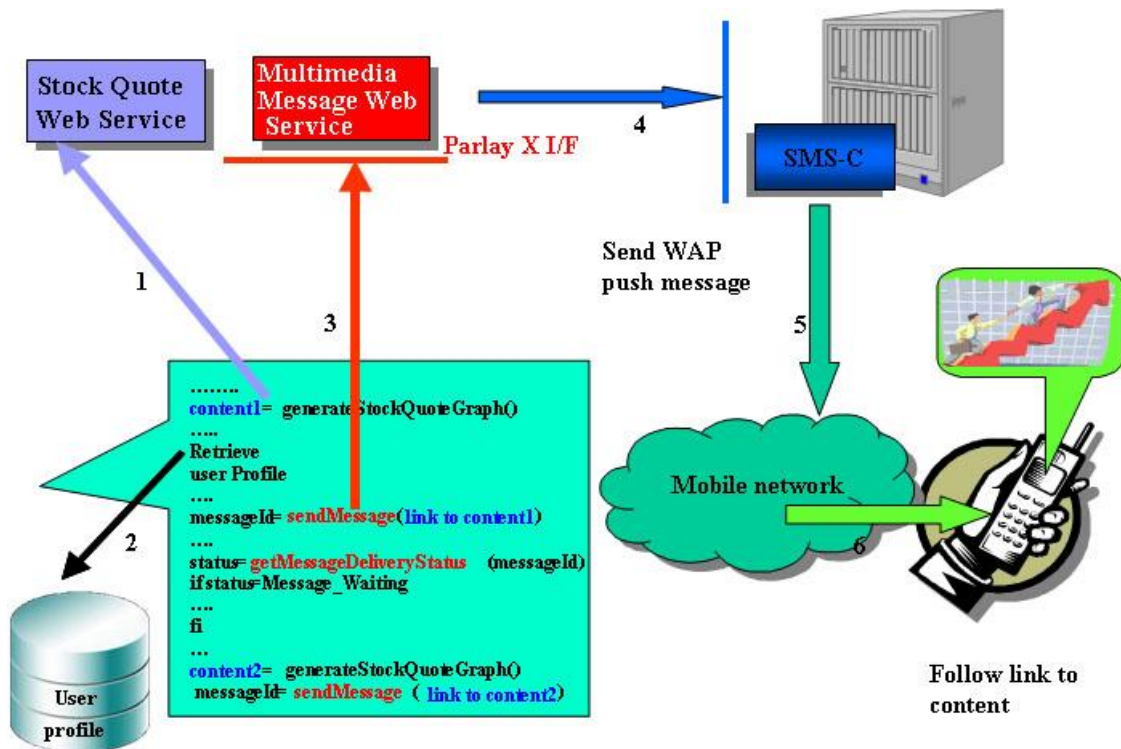 Stock Quote
Web Service
Multimedia
Message Web
Service
Parlay X I/F
4
SMS-C
1
3
Send WAP
push message
5
........
content1= generateStockQuoteGraph()
.....
Retrieve
user Profile
....
messageId= sendMessage(link to content1)
....
status= getMessageDeliveryStatus (messageId)
if status=Message_Waiting
....
fi
...
content2= generateStockQuoteGraph()
messageId= sendMessage ( link to content2)
2
User
profile
Mobile network
6
Follow link to
content